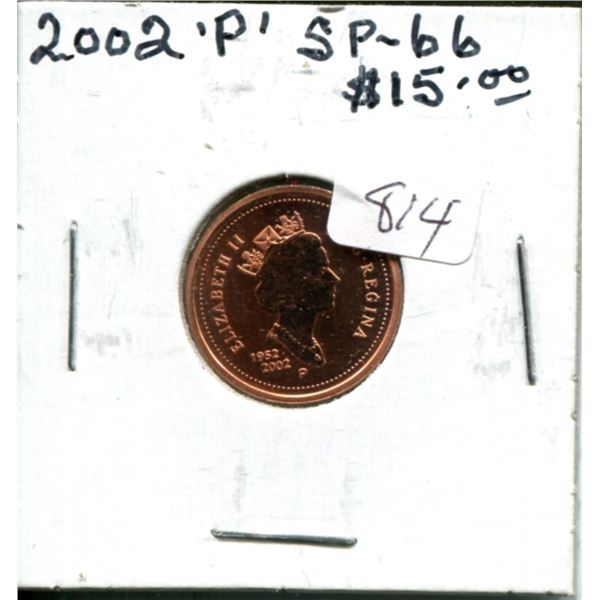 2002 'P' SP-66
$15.00
814
ELIZABETH II
REGINA
1952
2002
P